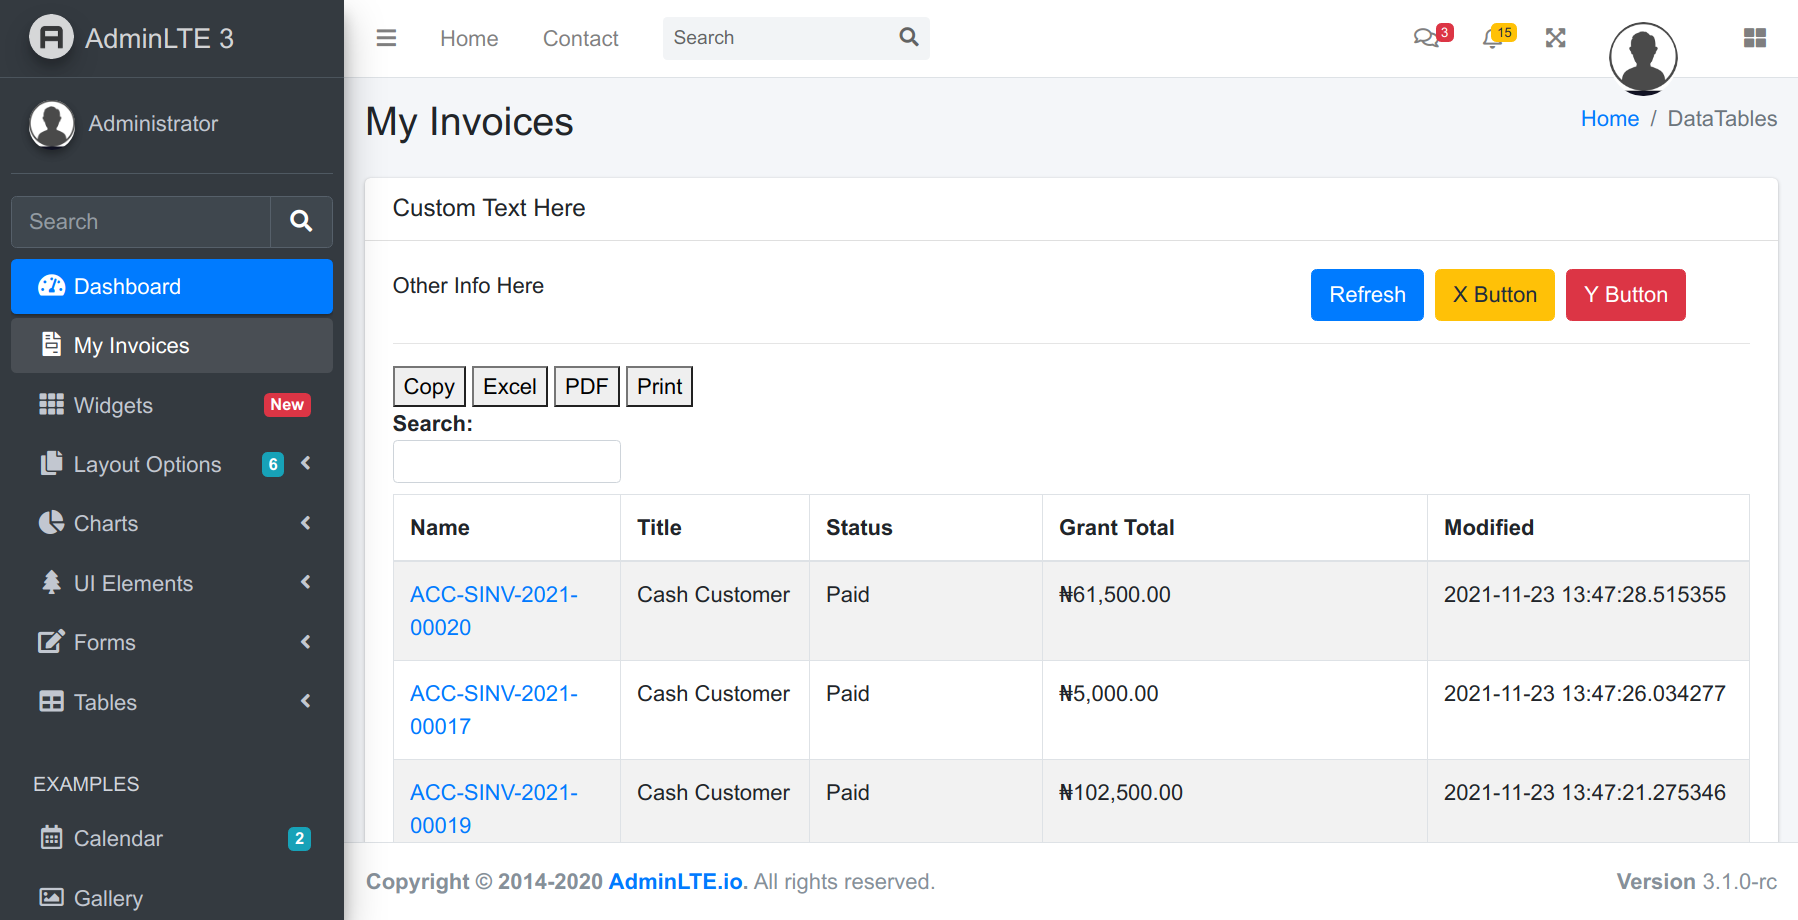 AdminLTE 3
Home
Contact
Search
3
15
Administrator
Search
Dashboard
My Invoices
Widgets
New
Layout Options
6
Charts
UI Elements
Forms
Tables
EXAMPLES
Calendar
2
Gallery
My Invoices
Home / DataTables
Custom Text Here
Other Info Here
Refresh
X Button
Y Button
Copy
Excel
PDF
Print
Search:
Name Title Status Grant Total Modified
ACC-SINV-2021-
00020
Cash Customer Paid ₦61,500.00 2021-11-23 13:47:28.515355
ACC-SINV-2021-
00017
Cash Customer Paid ₦5,000.00 2021-11-23 13:47:26.034277
ACC-SINV-2021-
00019
Cash Customer Paid ₦102,500.00 2021-11-23 13:47:21.275346
Copyright © 2014-2020 AdminLTE.io. All rights reserved.
Version 3.1.0-rc